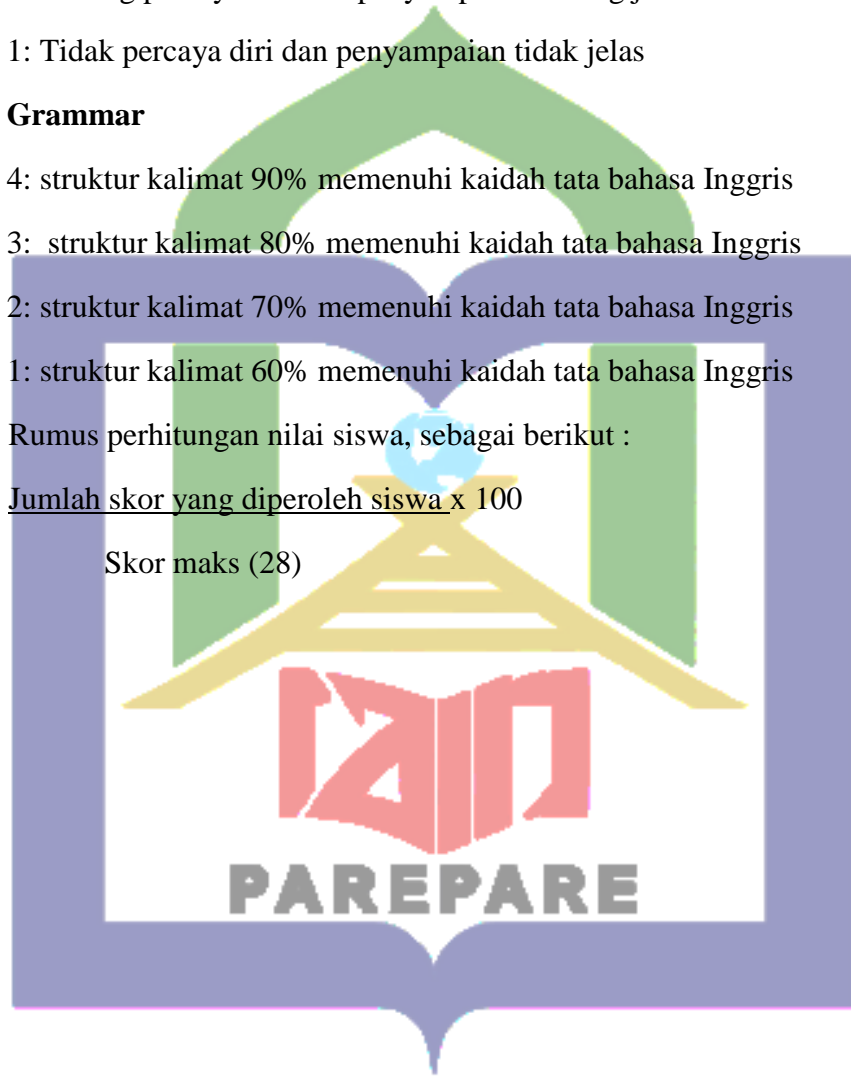 1: Tidak percaya diri dan penyampaian tidak jelas
Grammar
4: struktur kalimat 90% memenuhi kaidah tata bahasa Inggris
3: struktur kalimat 80% memenuhi kaidah tata bahasa Inggris
2: struktur kalimat 70% memenuhi kaidah tata bahasa Inggris
1: struktur kalimat 60% memenuhi kaidah tata bahasa Inggris
Rumus perhitungan nilai siswa, sebagai berikut :
Jumlah skor yang diperoleh siswa x 100
Skor maks (28)
iain
PAREPARE